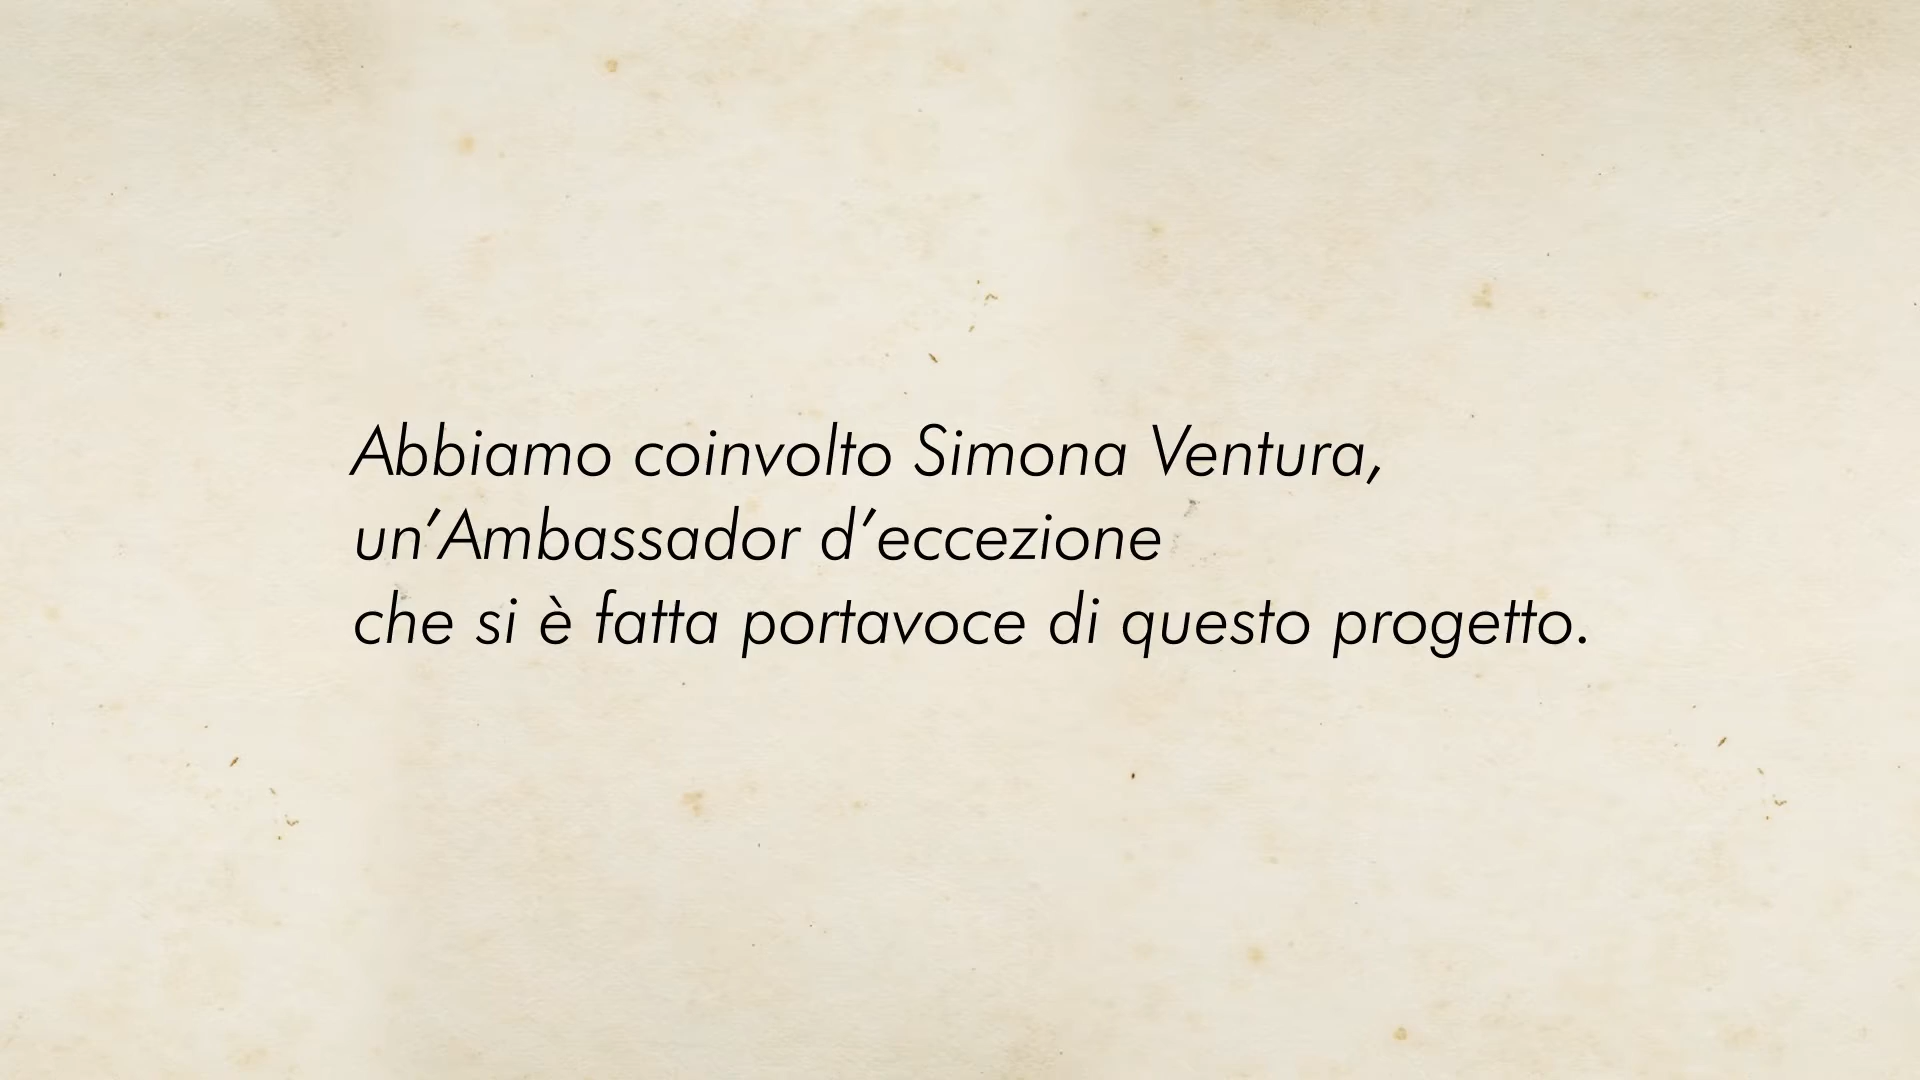 Abbiamo coinvolto Simona Ventura,
un’Ambassador d’eccezione
che si è fatta portavoce di questo progetto.